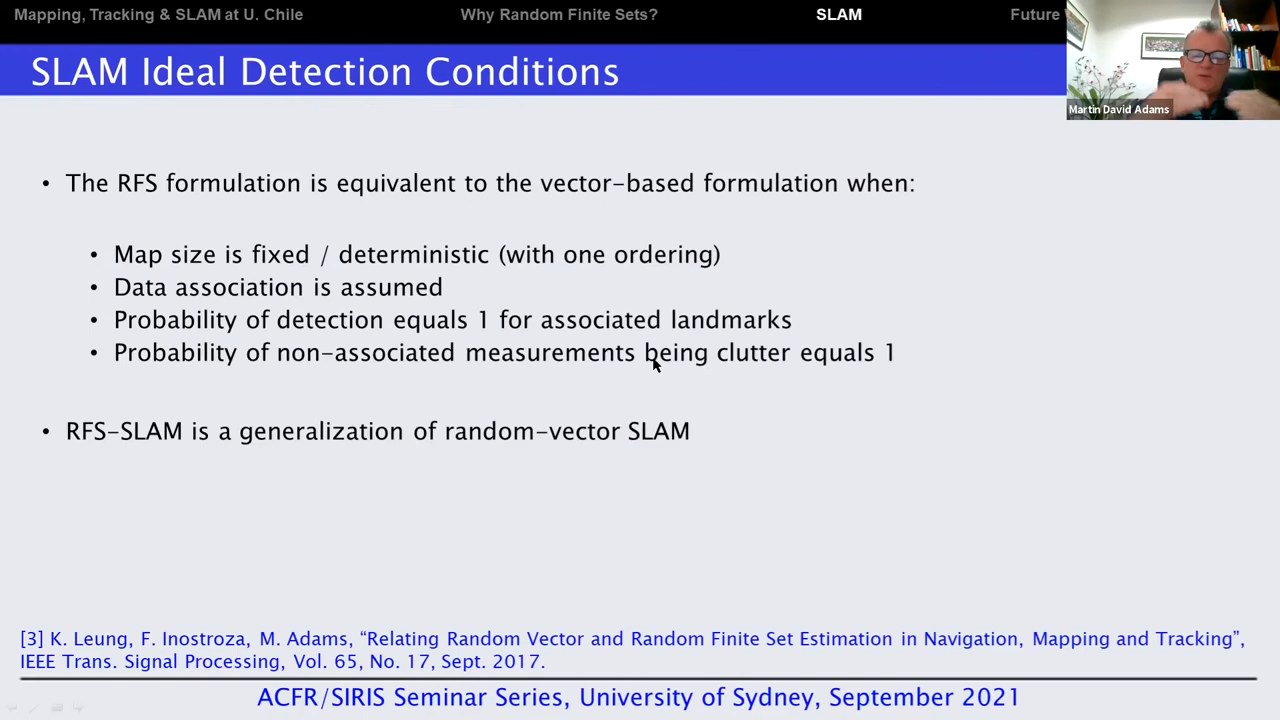 Mapping, Tracking & SLAM at U. Chile Why Random Finite Sets? SLAM Future
SLAM Ideal Detection Conditions
Martin David Adams
• The RFS formulation is equivalent to the vector-based formulation when:
• Map size is fixed / deterministic (with one ordering)
• Data association is assumed
• Probability of detection equals 1 for associated landmarks
• Probability of non-associated measurements being clutter equals 1
• RFS-SLAM is a generalization of random-vector SLAM
[3] K. Leung, F. Inostroza, M. Adams, “Relating Random Vector and Random Finite Set Estimation in Navigation, Mapping and Tracking”,
IEEE Trans. Signal Processing, Vol. 65, No. 17, Sept. 2017.
ACFR/SIRIS Seminar Series, University of Sydney, September 2021